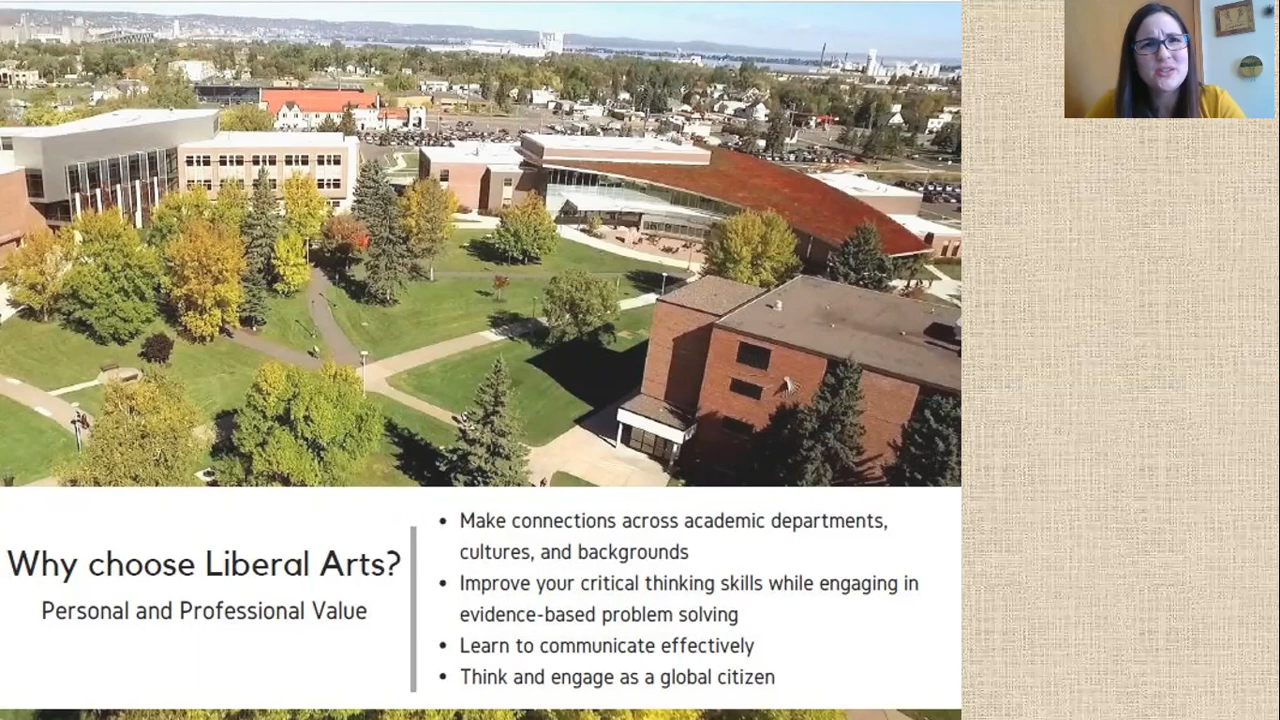 Why choose Liberal Arts?
Personal and Professional Value
• Make connections across academic departments,
cultures, and backgrounds
• Improve your critical thinking skills while engaging in
evidence-based problem solving
• Learn to communicate effectively
• Think and engage as a global citizen